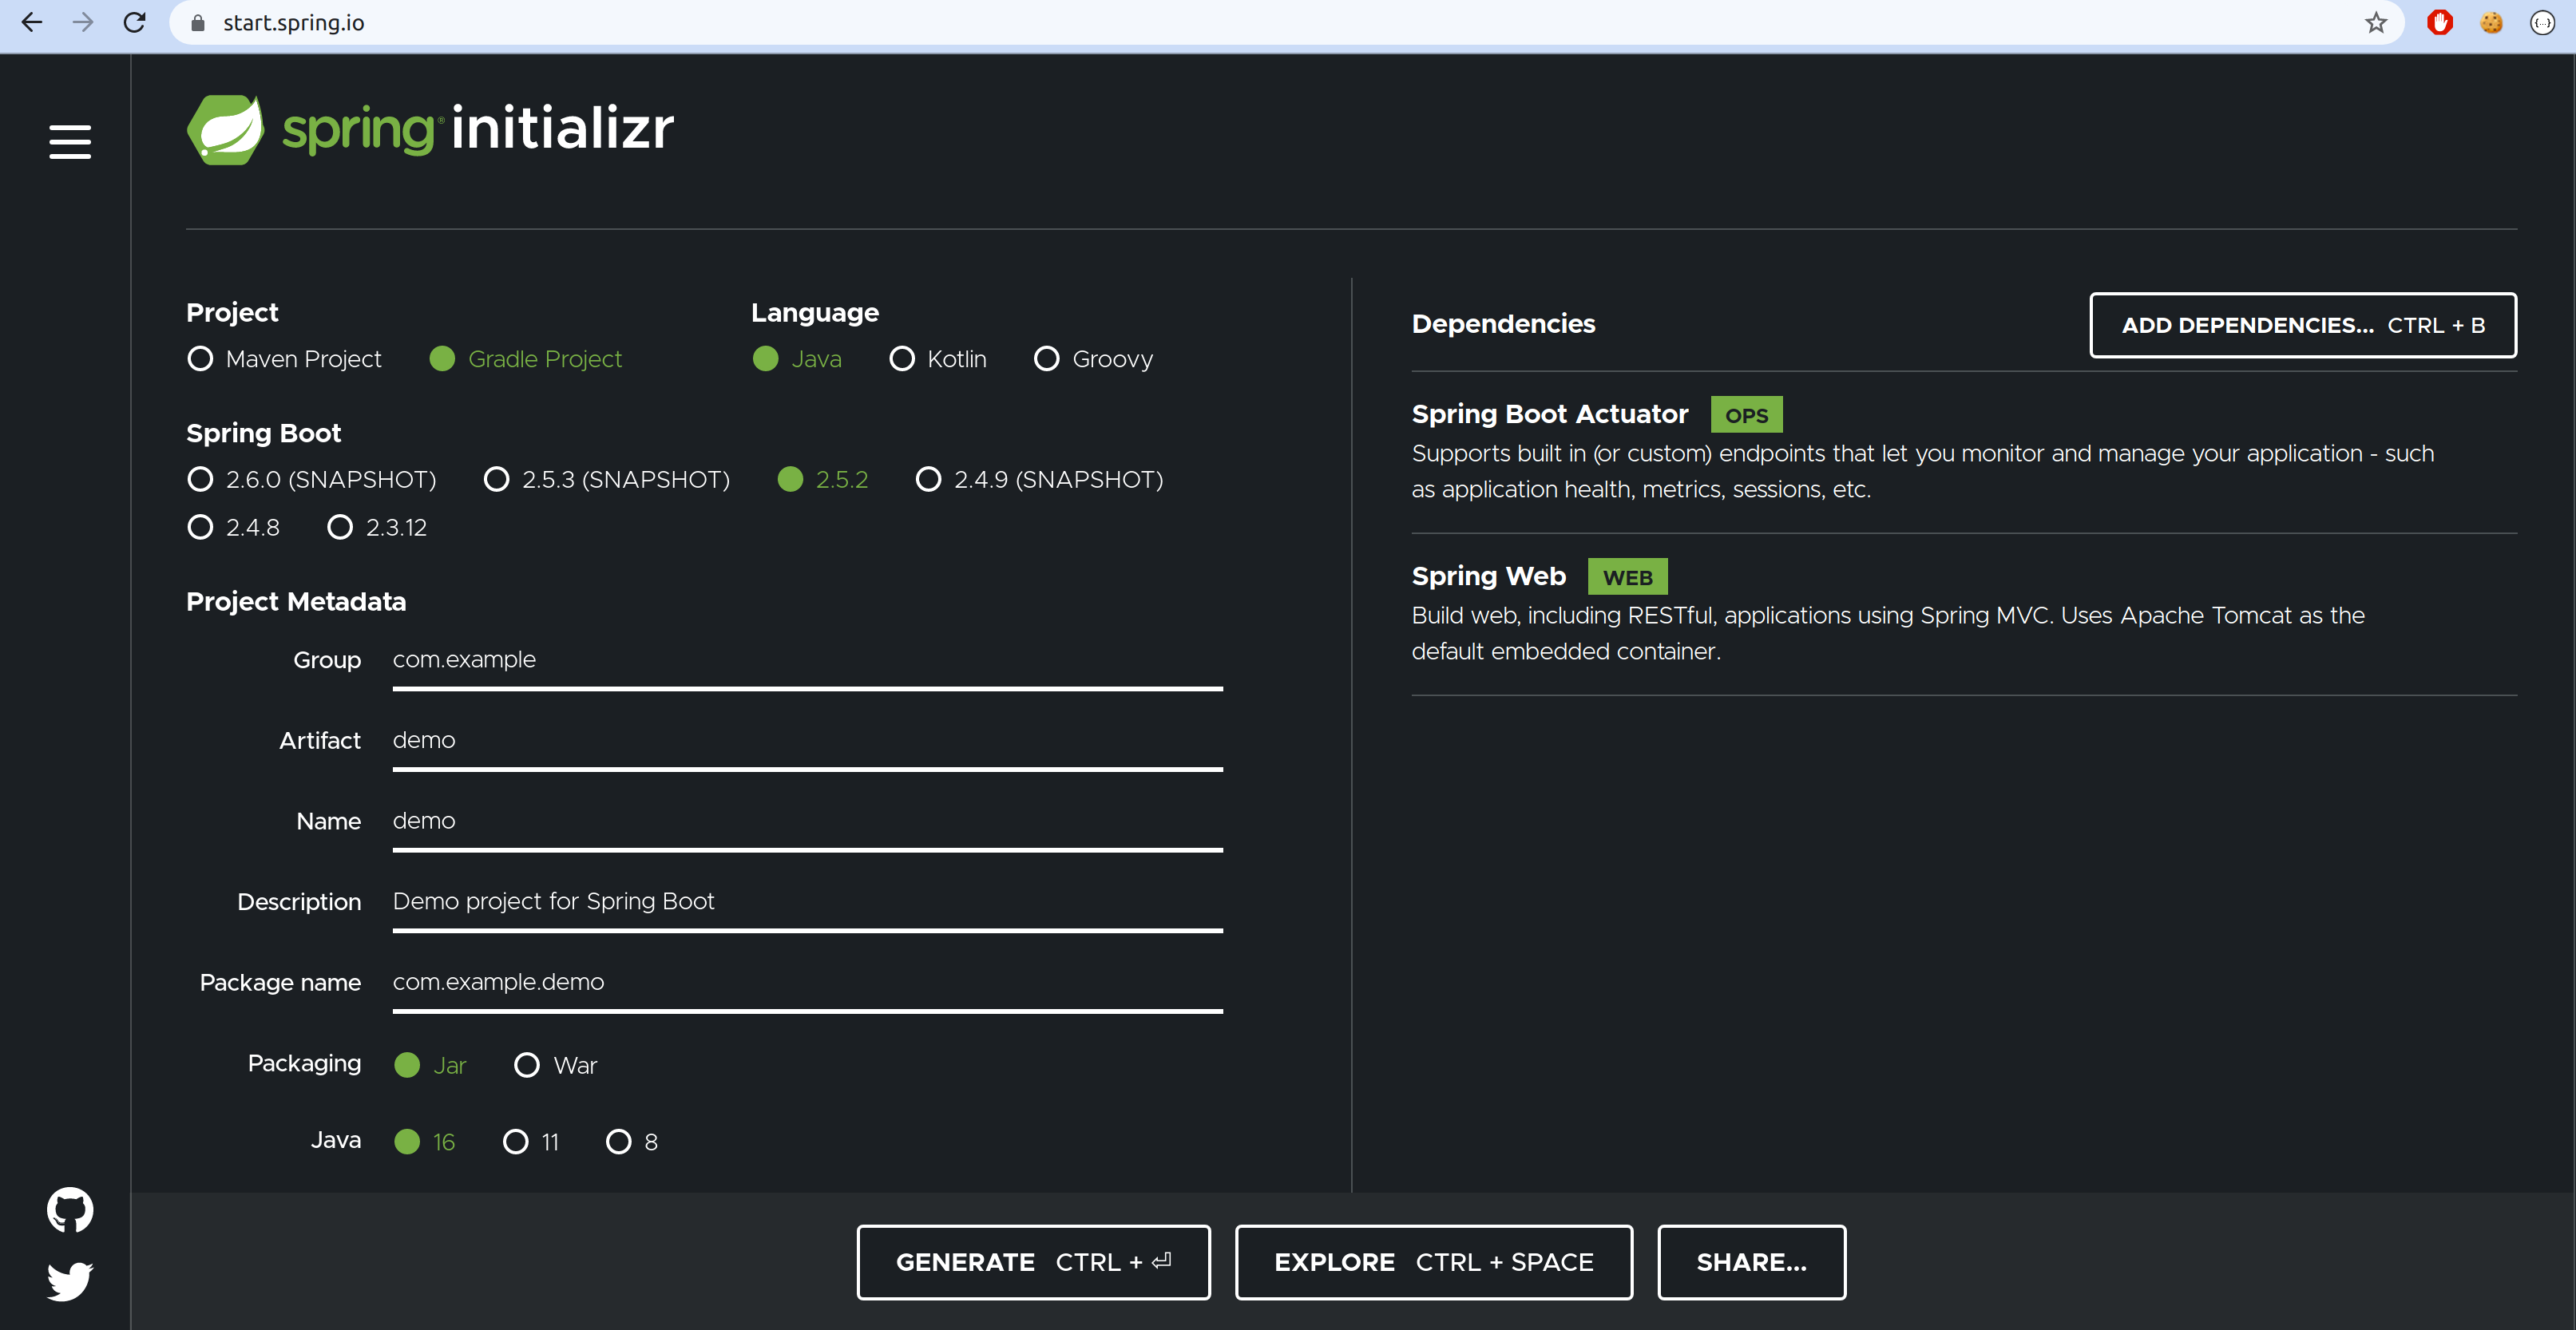 start.spring.io
spring initializr
Project
Maven Project Gradle Project
Language
Java Kotlin Groovy
Spring Boot
2.6.0 (SNAPSHOT) 2.5.3 (SNAPSHOT) 2.5.2 2.4.9 (SNAPSHOT)
2.4.8 2.3.12
Project Metadata
Group com.example
Artifact demo
Name demo
Description Demo project for Spring Boot
Package name com.example.demo
Packaging Jar War
Java 16 11 8
Dependencies
ADD DEPENDENCIES... CTRL + B
Spring Boot Actuator OPS
Supports built in (or custom) endpoints that let you monitor and manage your application - such
as application health, metrics, sessions, etc.
Spring Web WEB
Build web, including RESTful, applications using Spring MVC. Uses Apache Tomcat as the
default embedded container.
GENERATE CTRL + ⏎
EXPLORE CTRL + SPACE
SHARE...